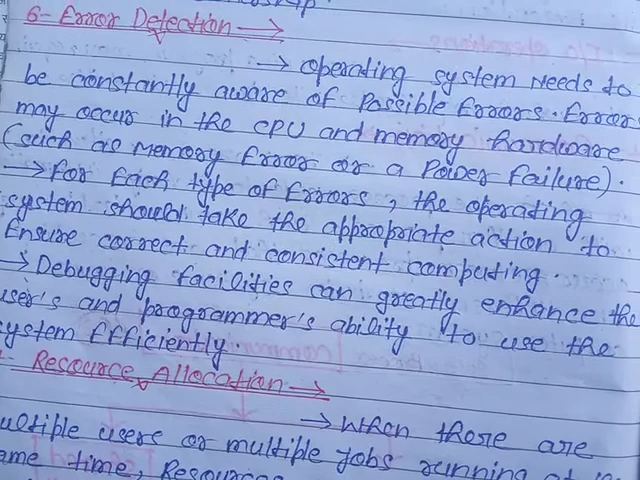 6- Error Detection →
→ Operating system Needs to
be constantly aware of Possible Errors. Error
may occur in the CPU and memory hardware
(such as Memory Error or a Power Failure).
→ For Each type of Errors, the operating
system should take the appropriate action to
Ensure correct and consistent computing.
→ Debugging facilities can greatly enhance the
user's and programmer's ability to use the
system Efficiently
Resource Allocation →
→ When there are
ultiple users or multiple Jobs running at
ame time, Resources